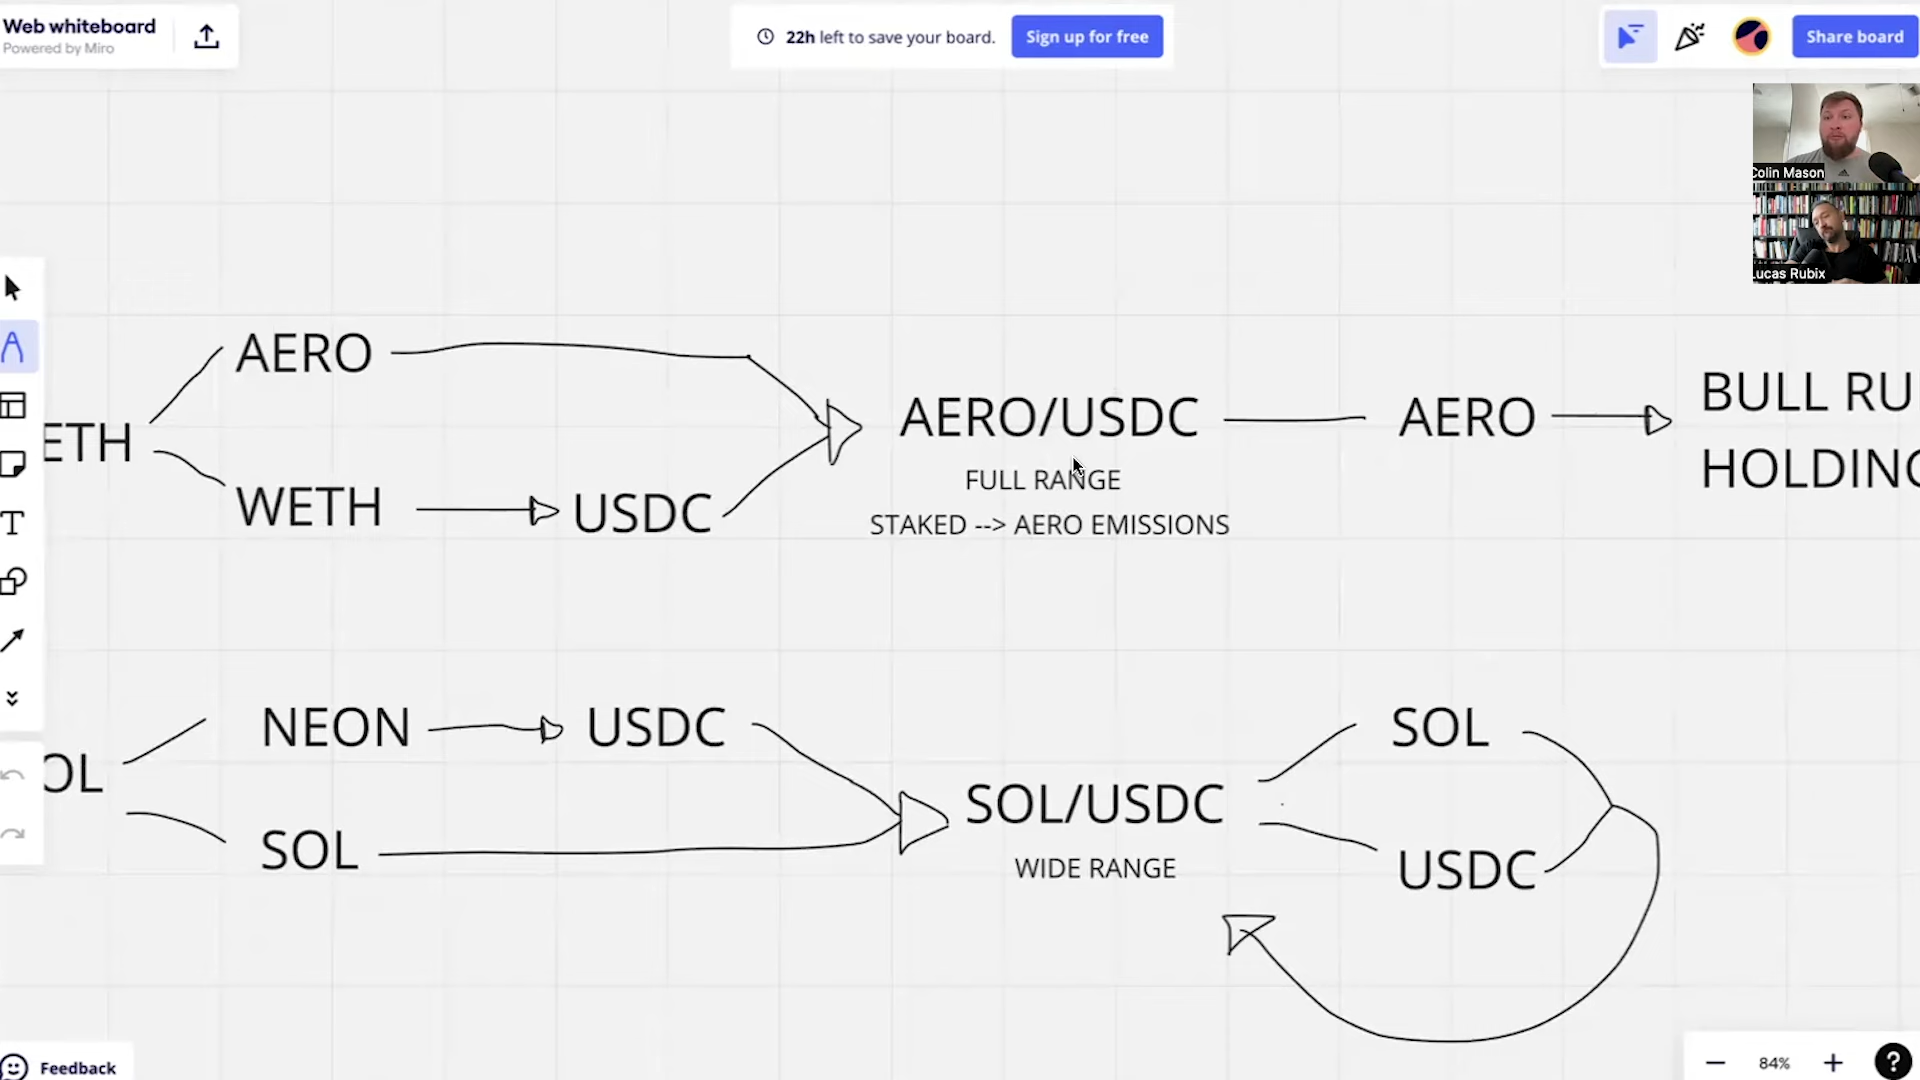 Web whiteboard
Powered by Miro
22h left to save your board.
Sign up for free
Share board
Colin Mason
Lucas Rubix
AERO
ETH
WETH
USDC
AERO/USDC
FULL RANGE
STAKED --> AERO EMISSIONS
AERO
BULL RU
HOLDING
NEON
USDC
OL
SOL
SOL/USDC
WIDE RANGE
SOL
USDC
Feedback
84%